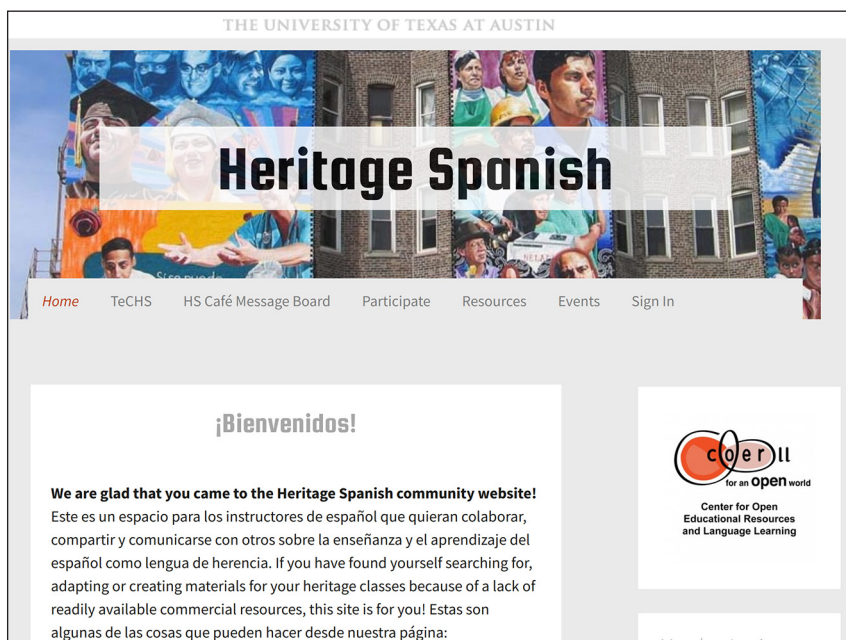 THE UNIVERSITY OF TEXAS AT AUSTIN
Heritage Spanish
Sí se puede
Home TeCHS HS Café Message Board Participate Resources Events Sign In
¡Bienvenidos!
We are glad that you came to the Heritage Spanish community website!
Este es un espacio para los instructores de español que quieran colaborar,
compartir y comunicarse con otros sobre la enseñanza y el aprendizaje del
español como lengua de herencia. If you have found yourself searching for,
adapting or creating materials for your heritage classes because of a lack of
readily available commercial resources, this site is for you! Estas son
algunas de las cosas que pueden hacer desde nuestra página:
coerll
for an open world
Center for Open
Educational Resources
and Language Learning